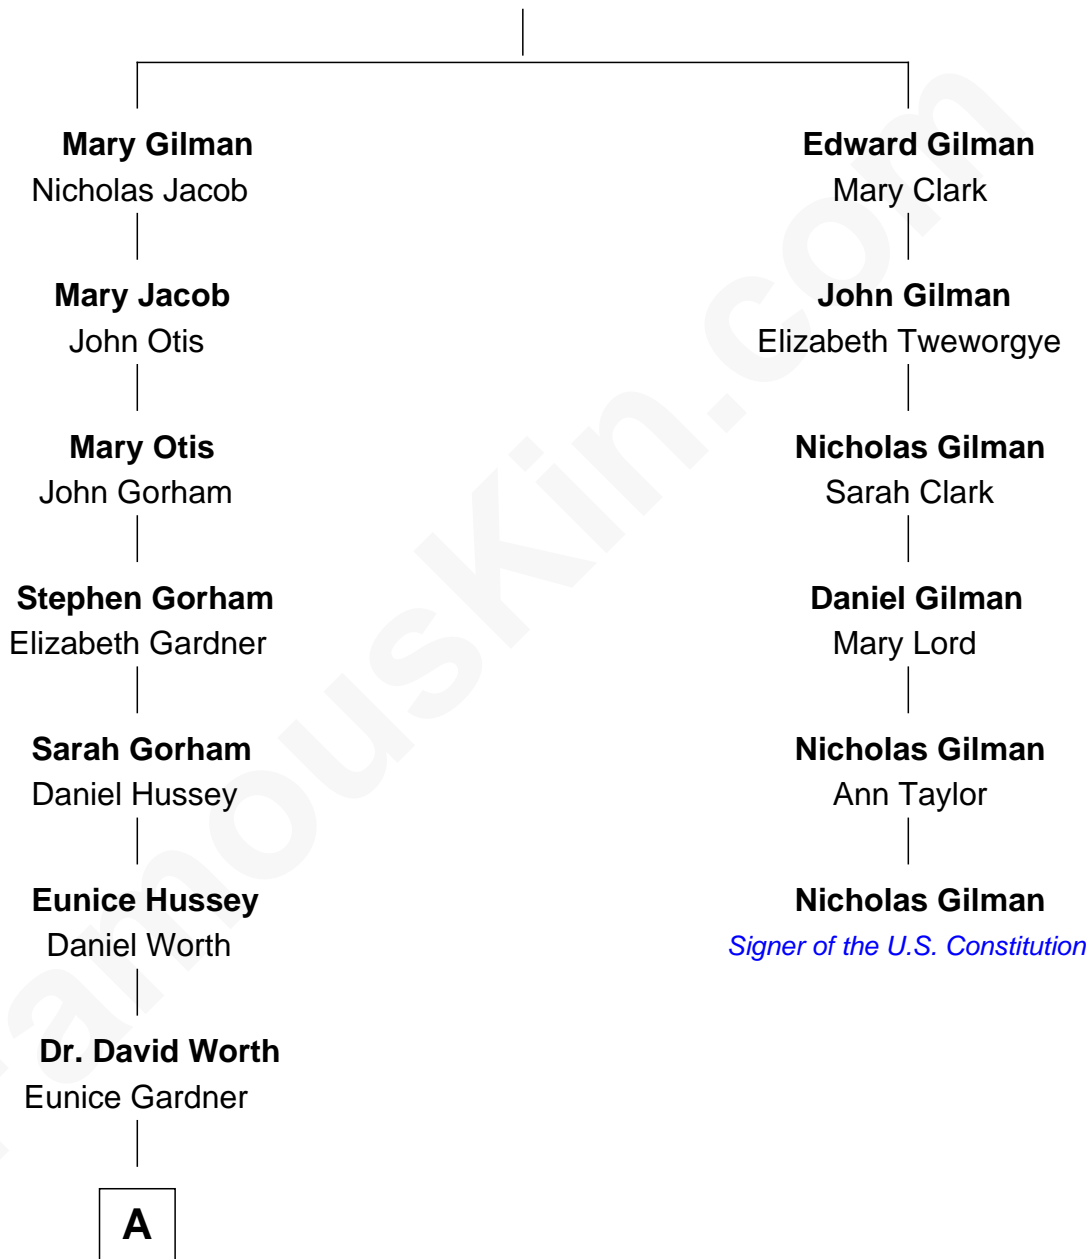 Mary Gilman
Nicholas Jacob
Edward Gilman
Mary Clark
Mary Jacob
John Otis
John Gilman
Elizabeth Tweworgye
Mary Otis
John Gorham
Nicholas Gilman
Sarah Clark
Stephen Gorham
Elizabeth Gardner
Daniel Gilman
Mary Lord
Sarah Gorham
Daniel Hussey
Nicholas Gilman
Ann Taylor
Eunice Hussey
Daniel Worth
Nicholas Gilman
Signer of the U.S. Constitution
Dr. David Worth
Eunice Gardner
A
FamousKin.com